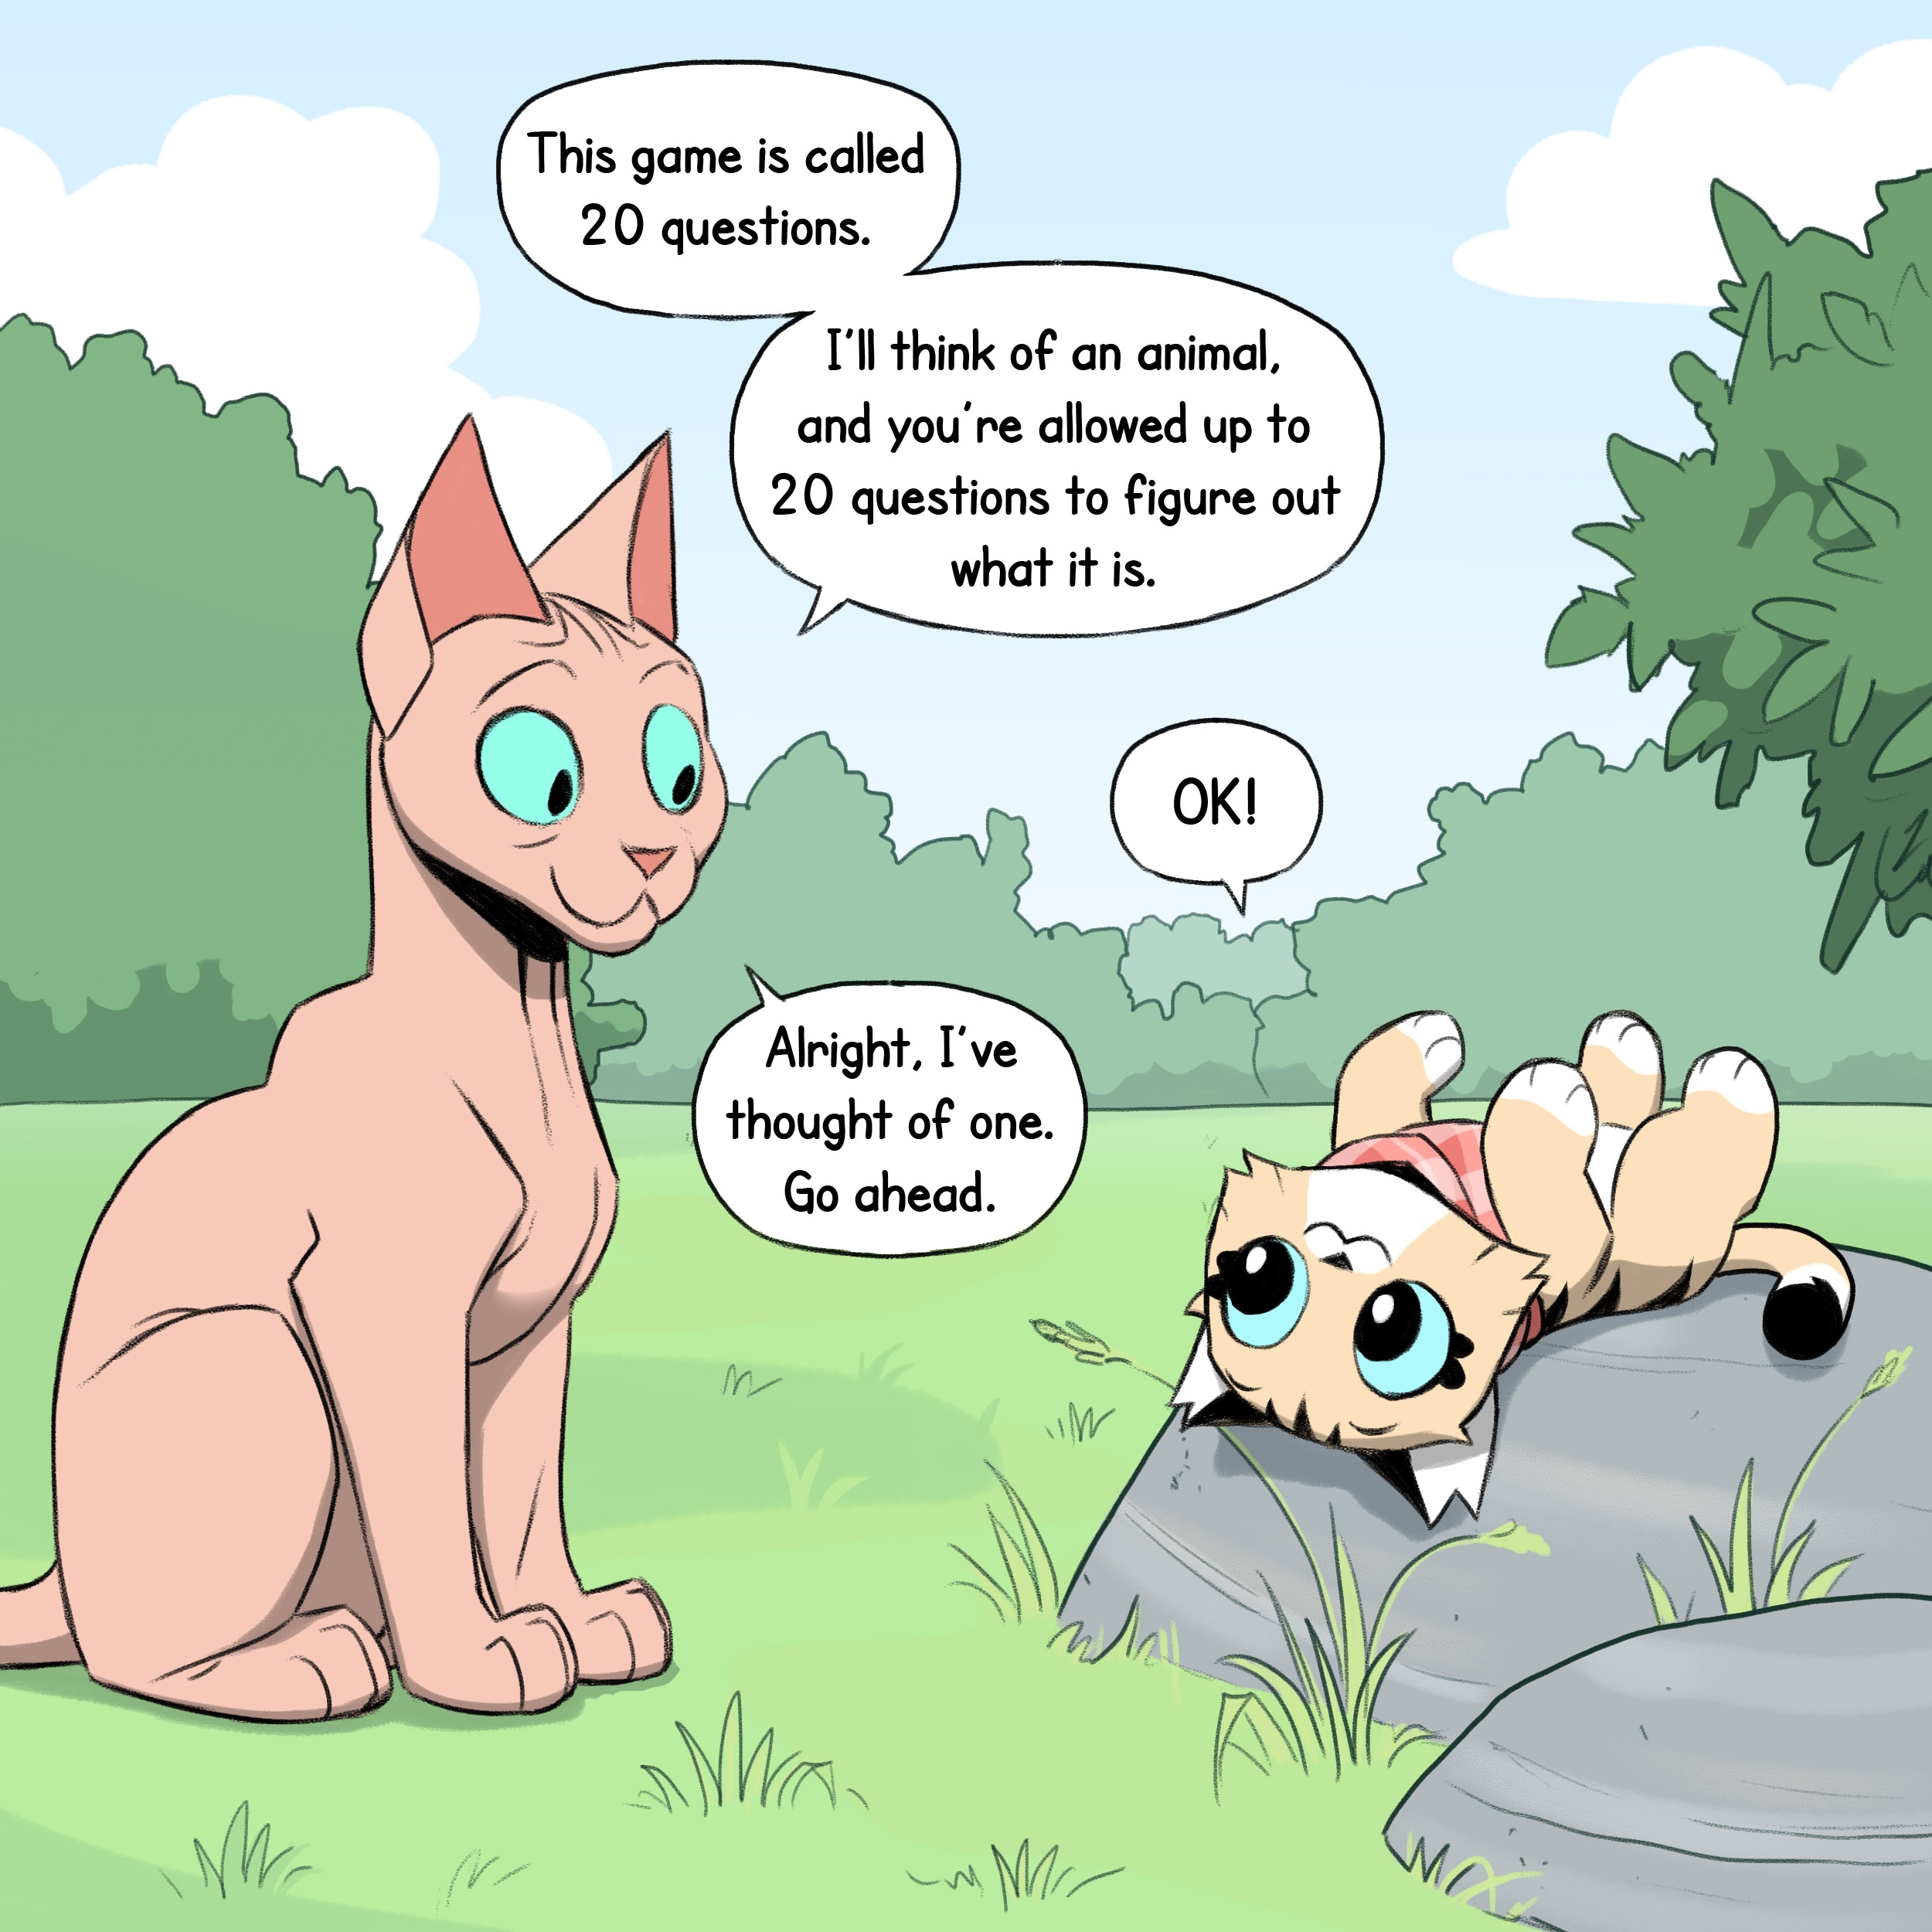 This game is called
20 questions.
I'll think of an animal,
and you're allowed up to
20 questions to figure out
what it is.
OK!
Alright, I've
thought of one.
Go ahead.